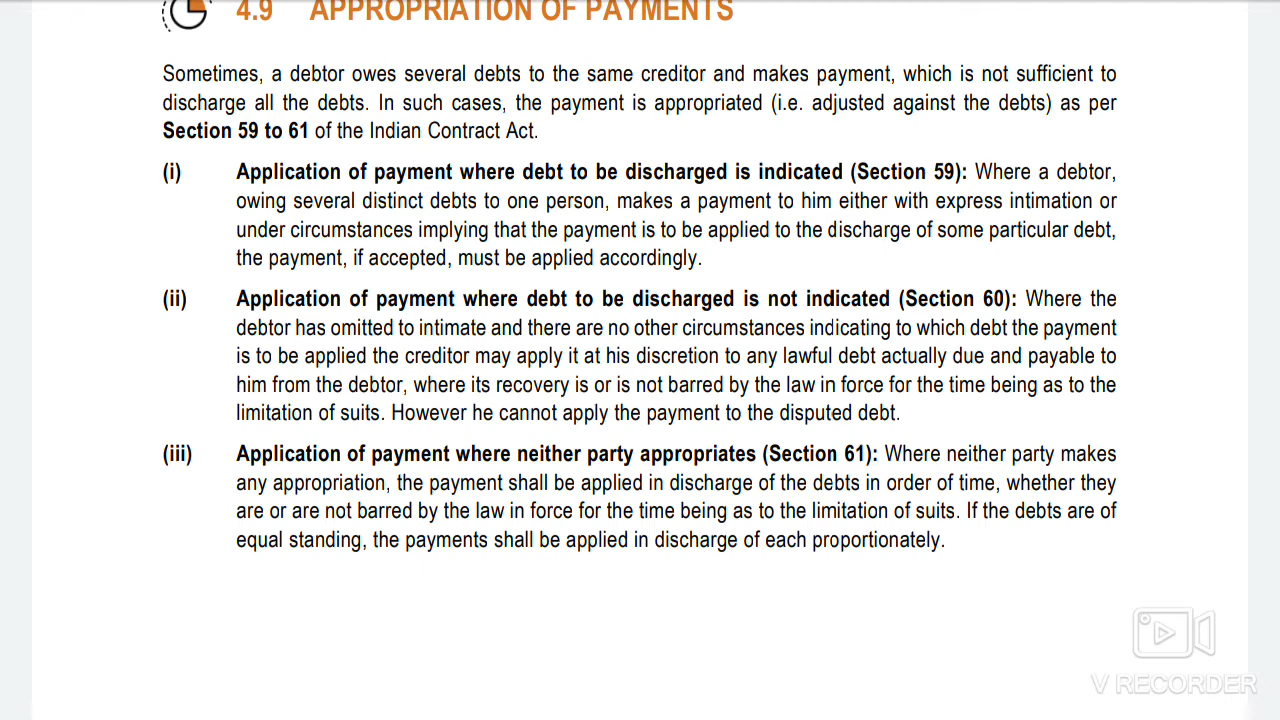 4.9 APPROPRIATION OF PAYMENTS
Sometimes, a debtor owes several debts to the same creditor and makes payment, which is not sufficient to
discharge all the debts. In such cases, the payment is appropriated (i.e. adjusted against the debts) as per
Section 59 to 61 of the Indian Contract Act.
(i) Application of payment where debt to be discharged is indicated (Section 59): Where a debtor,
owing several distinct debts to one person, makes a payment to him either with express intimation or
under circumstances implying that the payment is to be applied to the discharge of some particular debt,
the payment, if accepted, must be applied accordingly.
(ii) Application of payment where debt to be discharged is not indicated (Section 60): Where the
debtor has omitted to intimate and there are no other circumstances indicating to which debt the payment
is to be applied the creditor may apply it at his discretion to any lawful debt actually due and payable to
him from the debtor, where its recovery is or is not barred by the law in force for the time being as to the
limitation of suits. However he cannot apply the payment to the disputed debt.
(iii) Application of payment where neither party appropriates (Section 61): Where neither party makes
any appropriation, the payment shall be applied in discharge of the debts in order of time, whether they
are or are not barred by the law in force for the time being as to the limitation of suits. If the debts are of
equal standing, the payments shall be applied in discharge of each proportionately.
V RECORDER